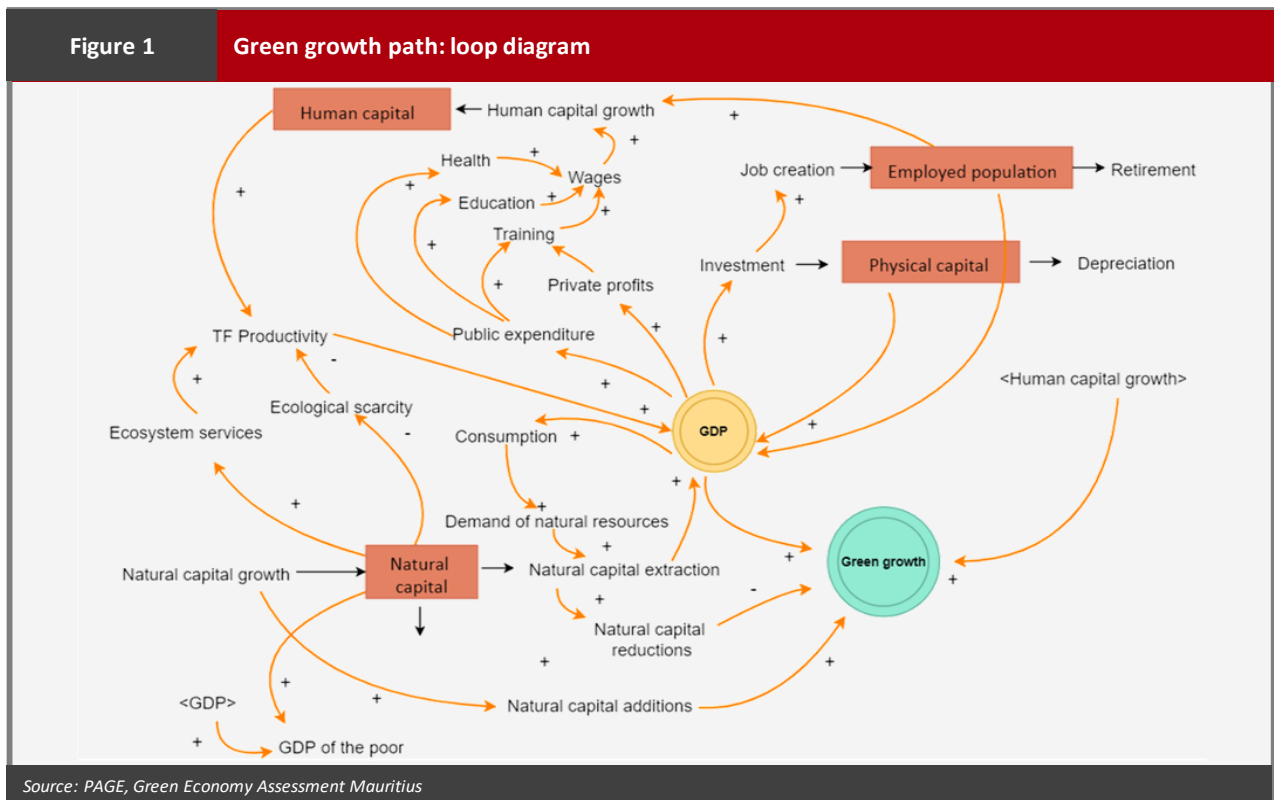 Figure 1
Green growth path: loop diagram
Human capital
Human capital growth
+
+
Health
+
Wages
Job creation
Employed population
Retirement
+
+
Education
+
+
+
Training
+
Investment
Physical capital
Depreciation
+
Private profits
TF Productivity
Public expenditure
+
+
-
+
+
<Human capital growth>
Ecological scarcity
+
GDP
+
Ecosystem services
-
Consumption
+
+
+
+
Demand of natural resources
+
+
Natural capital growth
Natural
capital
Natural capital extraction
Green growth
+
+
-
Natural capital
reductions
+
+
+
+
<GDP>
Natural capital additions
+
GDP of the poor
Source: PAGE, Green Economy Assessment Mauritius